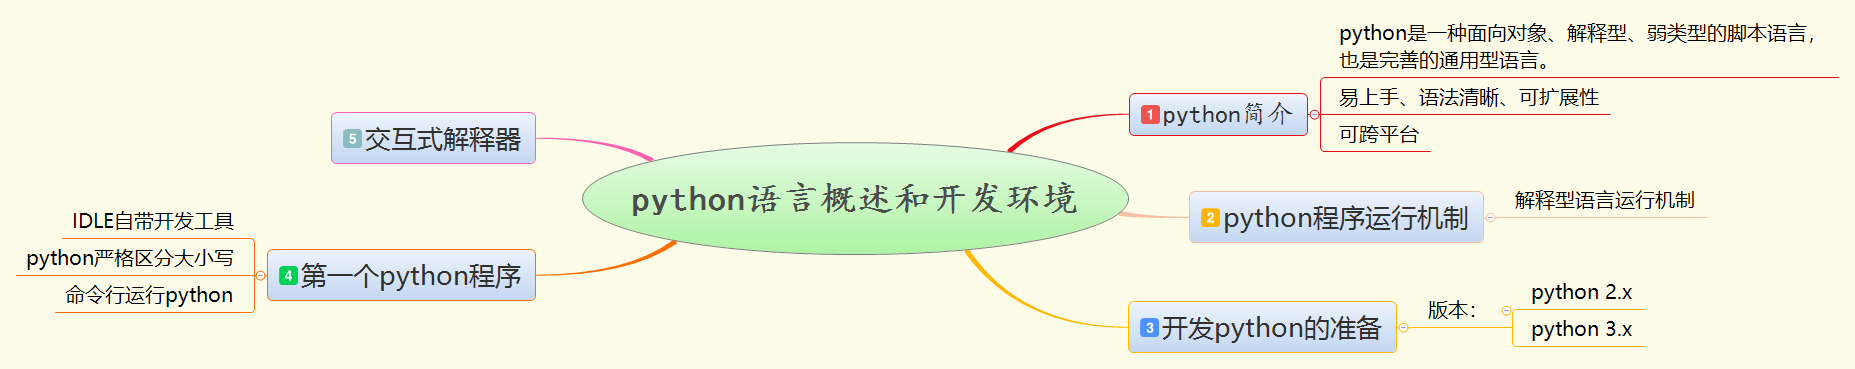 python语言概述和开发环境
1 python简介
python是一种面向对象、解释型、弱类型的脚本语言，
也是完善的通用型语言。
易上手、语法清晰、可扩展性
可跨平台
2 python程序运行机制
解释型语言运行机制
3 开发python的准备
版本：
python 2.x
python 3.x
4 第一个python程序
IDLE自带开发工具
python严格区分大小写
命令行运行python
5 交互式解释器